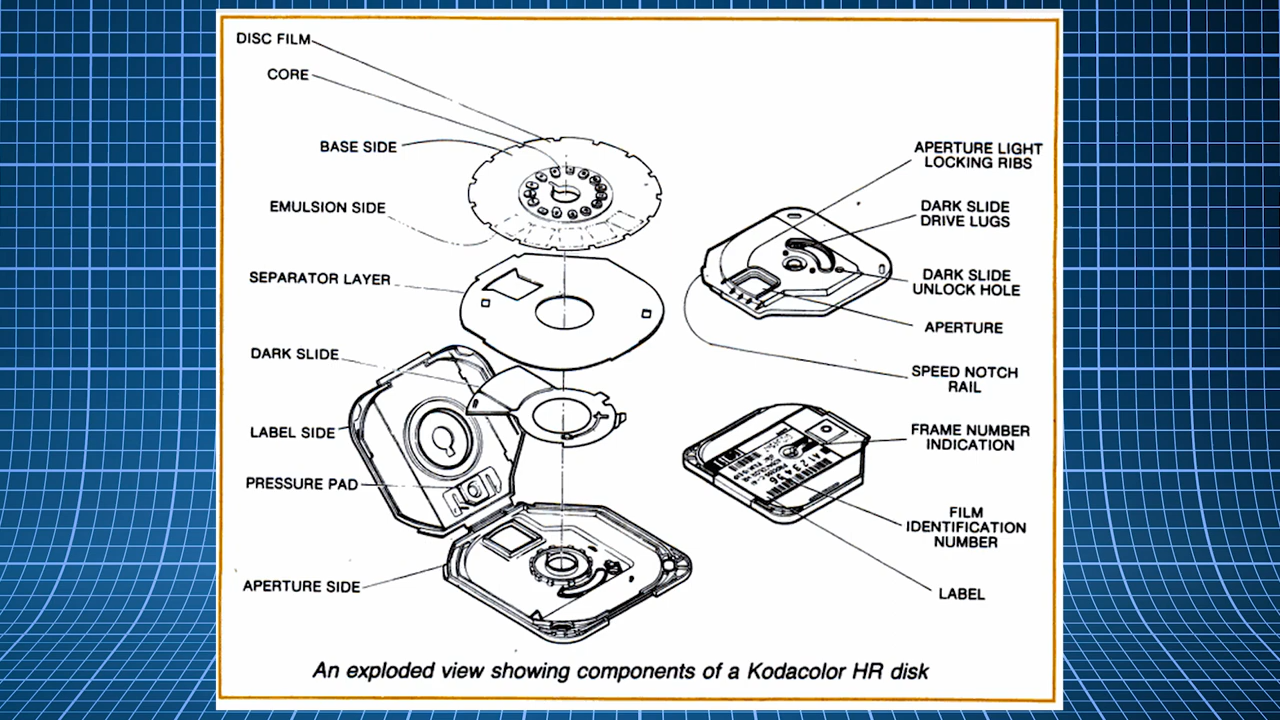 DISC FILM
CORE
BASE SIDE
EMULSION SIDE
SEPARATOR LAYER
DARK SLIDE
LABEL SIDE
PRESSURE PAD
APERTURE SIDE
APERTURE LIGHT
LOCKING RIBS
DARK SLIDE
DRIVE LUGS
DARK SLIDE
UNLOCK HOLE
APERTURE
SPEED NOTCH
RAIL
FRAME NUMBER
INDICATION
FILM
IDENTIFICATION
NUMBER
LABEL
An exploded view showing components of a Kodacolor HR disk